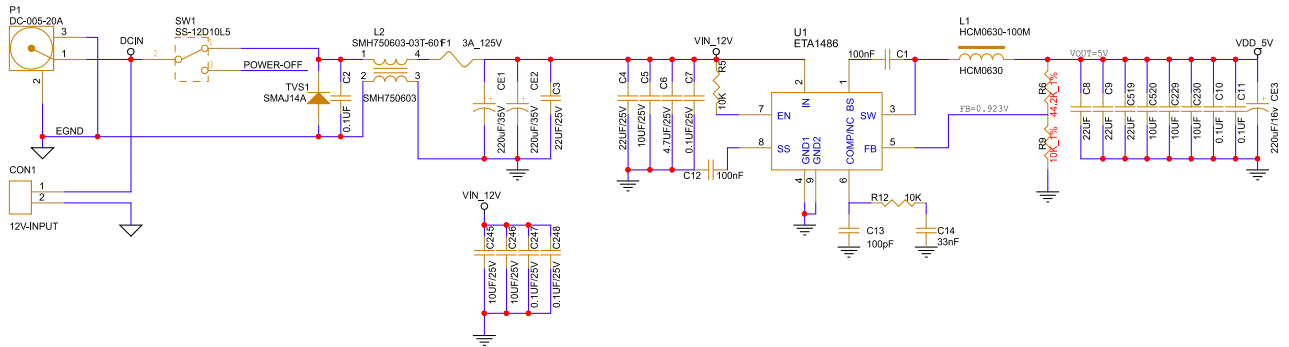 P1
DC-005-20A
3
1
2
DCIN
SW1
SS-12D10L5
2
1
3
POWER-OFF
EGND
CON1
1
2
12V-INPUT
TVS1
SMAJ14A
C2
0.1UF
L2
SMH750603-03T-601
1
4
2
3
SMH750603
F1
3A_125V
CE1
220uF/35V
CE2
220uF/35V
C3
22UF/25V
VIN_12V
C245
10UF/25V
C246
10UF/25V
C247
0.1UF/25V
C248
0.1UF/25V
C4
22UF/25V
C5
10UF/25V
C6
4.7UF/25V
C7
0.1UF/25V
VIN_12V
R5
10K
C12
100nF
U1
ETA1486
2
1
IN
BS
7
EN
8
SS
GND1
GND2
COMP/NC
SW
3
FB
5
4
9
6
100nF
C1
L1
HCM0630-100M
HCM0630
R12
10K
C13
100pF
C14
33nF
VOUT=5V
VDD_5V
R6
44.2K_1%
FB=0.923V
R9
10K_1%
C8
22UF
C9
22UF
C519
22UF
C520
10UF
C229
10UF
C230
10UF
C10
0.1UF
C11
0.1UF
CE3
220uF/16v